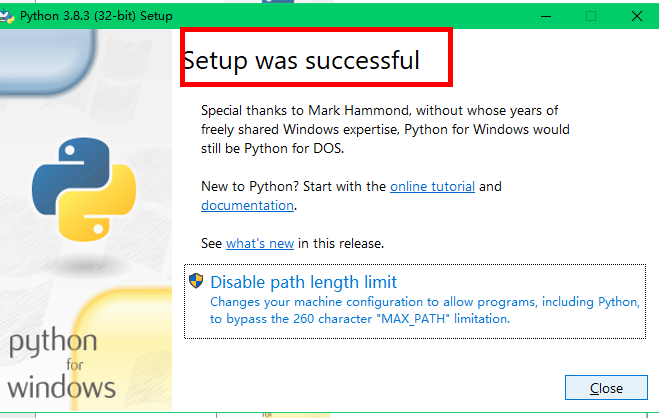 Python 3.8.3 (32-bit) Setup
Setup was successful
Special thanks to Mark Hammond, without whose years of
freely shared Windows expertise, Python for Windows would
still be Python for DOS.
New to Python? Start with the online tutorial and
documentation.
See what's new in this release.
Disable path length limit
Changes your machine configuration to allow programs, including Python,
to bypass the 260 character "MAX_PATH" limitation.
python
for
windows
Close